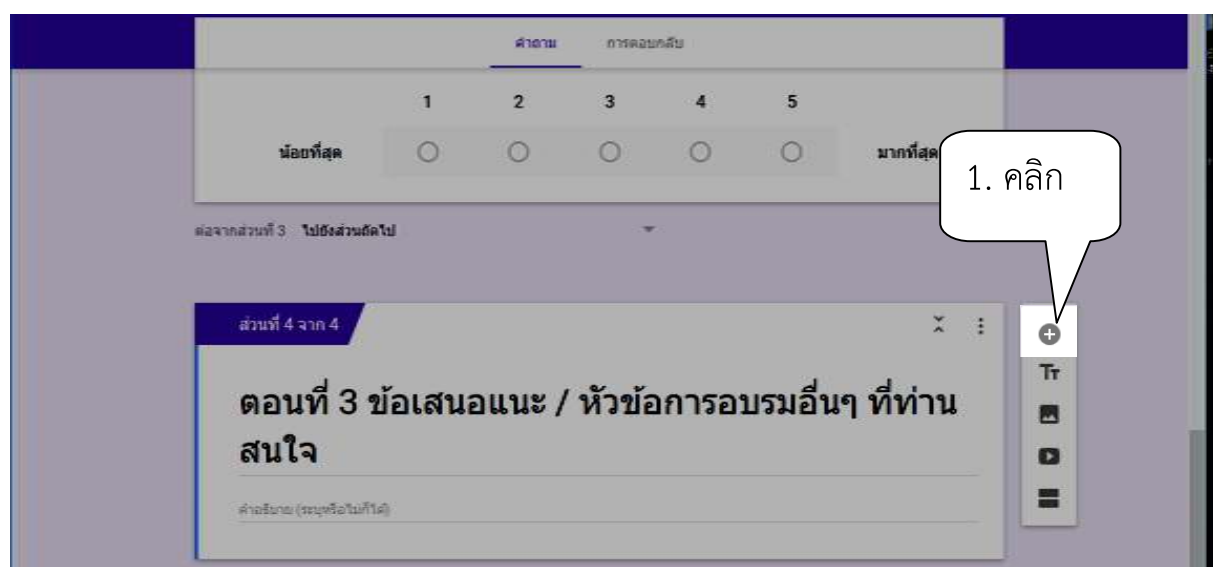 คำถาม การตอบกลับ
1 2 3 4 5
น้อยที่สุด มากที่สุด
1. คลิก
ต่อจากส่วนที่ 3 ไปยังส่วนถัดไป
ส่วนที่ 4 จาก 4
Tт
ตอนที่ 3 ข้อเสนอแนะ / หัวข้อการอบรมอื่นๆ ที่ท่าน
สนใจ
คำอธิบาย (ระบุหรือไม่ก็ได้)